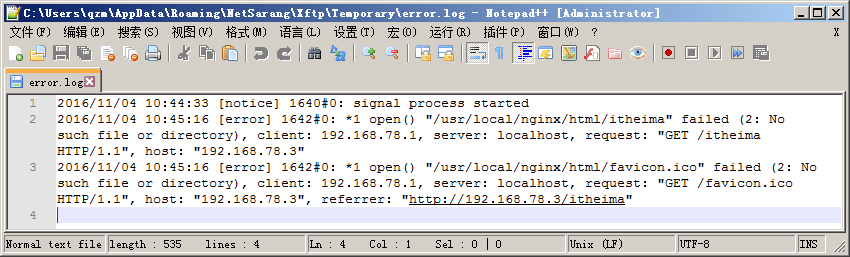 C:\Users\qzm\AppData\Roaming\NetSarang\Xftp\Temporary\error.log - Notepad++ [Administrator]
文件(F) 编辑(E) 搜索(S) 视图(V) 格式(M) 语言(L) 设置(T) 宏(O) 运行(R) 插件(P) 窗口(W) ? X
error.log
1 2016/11/04 10:44:33 [notice] 1640#0: signal process started
2 2016/11/04 10:45:16 [error] 1642#0: *1 open() "/usr/local/nginx/html/itheima" failed (2: No
such file or directory), client: 192.168.78.1, server: localhost, request: "GET /itheima
HTTP/1.1", host: "192.168.78.3"
3 2016/11/04 10:45:16 [error] 1642#0: *1 open() "/usr/local/nginx/html/favicon.ico" failed (2: No
such file or directory), client: 192.168.78.1, server: localhost, request: "GET /favicon.ico
HTTP/1.1", host: "192.168.78.3", referrer: "http://192.168.78.3/itheima"
4
Normal text file length : 535 lines : 4 Ln : 4 Col : 1 Sel : 0 | 0 Unix (LF) UTF-8 INS